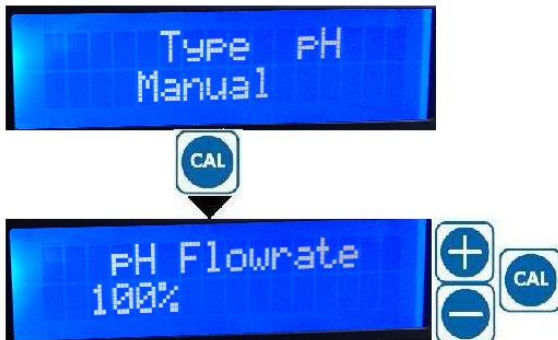 Type pH
Manual
CAL
pH Flowrate
100%
+
CAL
-